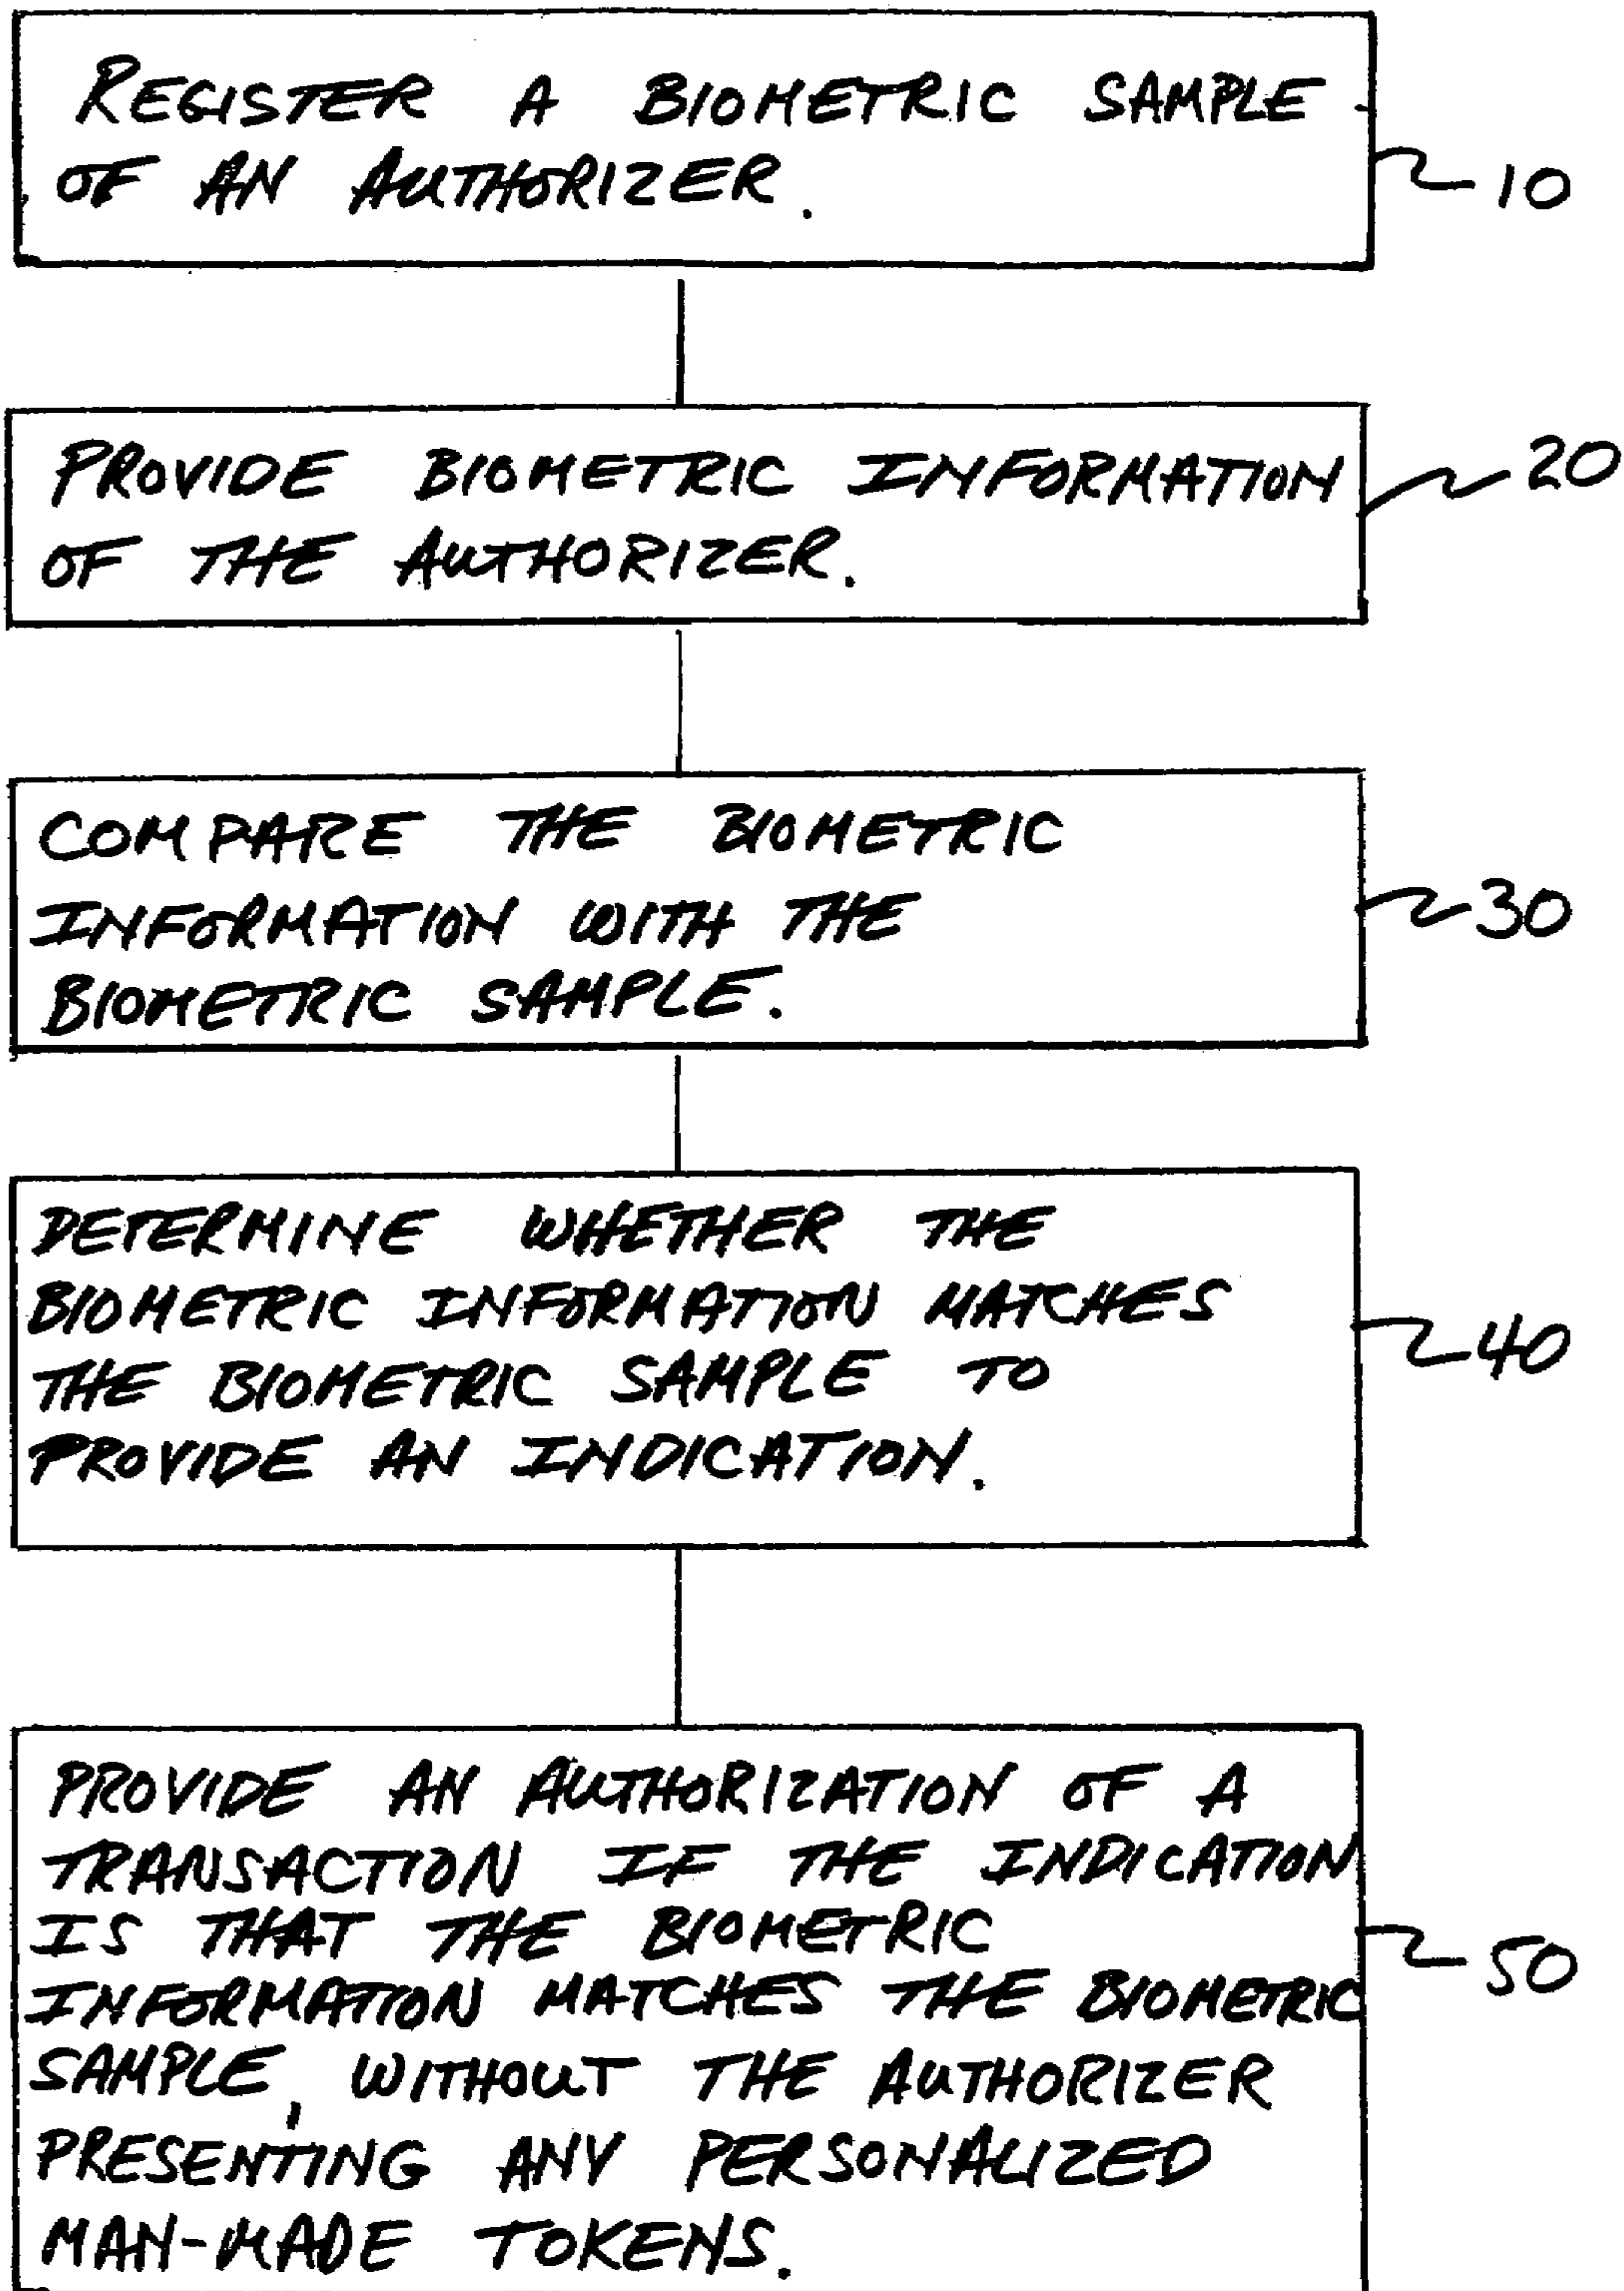 REGISTER A BIOMETRIC SAMPLE
OF AN AUTHORIZER.
10
PROVIDE BIOMETRIC INFORMATION
OF THE AUTHORIZER.
20
COMPARE THE BIOMETRIC
INFORMATION WITH THE
BIOMETRIC SAMPLE.
30
DETERMINE WHETHER THE
BIOMETRIC INFORMATION MATCHES
THE BIOMETRIC SAMPLE TO
PROVIDE AN INDICATION.
40
PROVIDE AN AUTHORIZATION OF A
TRANSACTION IF THE INDICATION
IS THAT THE BIOMETRIC
INFORMATION MATCHES THE BIOMETRIC
SAMPLE, WITHOUT THE AUTHORIZER
PRESENTING ANY PERSONALIZED
MAN-MADE TOKENS.
50